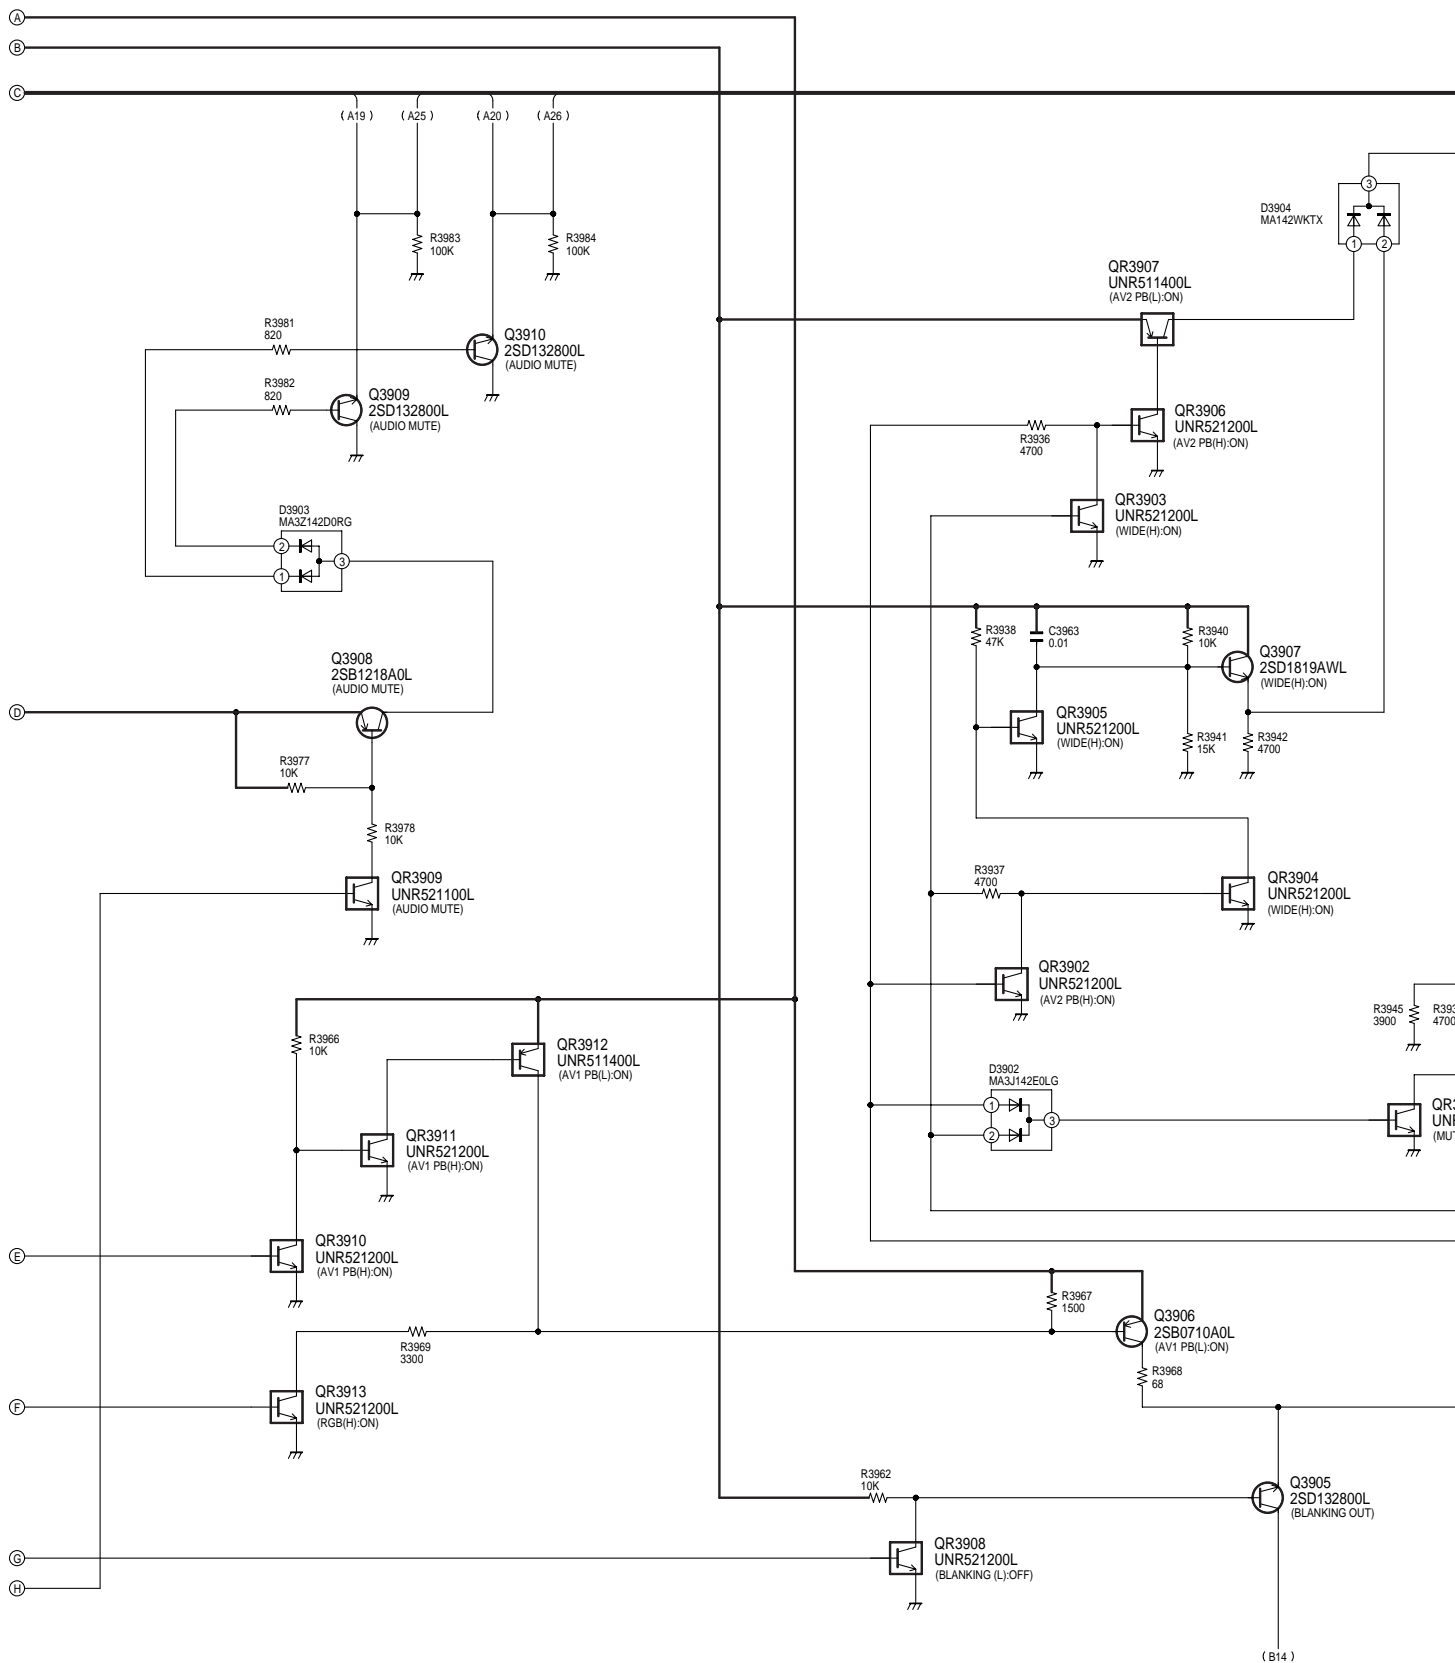 A
B
C
( A19 ) ( A25 ) ( A20 ) ( A26 )
3
D3904
MA142WKTX
1 2
R3983
100K
R3984
100K
QR3907
UNR511400L
(AV2 PB(L):ON)
R3981
820
Q3910
2SD132800L
(AUDIO MUTE)
R3982
820
Q3909
2SD132800L
(AUDIO MUTE)
QR3906
UNR521200L
(AV2 PB(H):ON)
R3936
4700
QR3903
UNR521200L
(WIDE(H):ON)
D3903
MA3Z142D0RG
2
1
3
R3938
47K
C3963
0.01
R3940
10K
Q3907
2SD1819AWL
(WIDE(H):ON)
Q3908
2SB1218A0L
(AUDIO MUTE)
D
QR3905
UNR521200L
(WIDE(H):ON)
R3941
15K
R3942
4700
R3977
10K
R3978
10K
QR3909
UNR521100L
(AUDIO MUTE)
R3937
4700
QR3904
UNR521200L
(WIDE(H):ON)
QR3902
UNR521200L
(AV2 PB(H):ON)
R3945
3900
R393
4700
R3966
10K
QR3912
UNR511400L
(AV1 PB(L):ON)
D3902
MA3J142E0LG
1
2
3
QR3
UNR
(MUT
QR3911
UNR521200L
(AV1 PB(H):ON)
E
QR3910
UNR521200L
(AV1 PB(H):ON)
R3967
1500
Q3906
2SB0710A0L
(AV1 PB(L):ON)
R3969
3300
R3968
68
F
QR3913
UNR521200L
(RGB(H):ON)
R3962
10K
Q3905
2SD132800L
(BLANKING OUT)
G
QR3908
UNR521200L
(BLANKING (L):OFF)
H
( B14 )